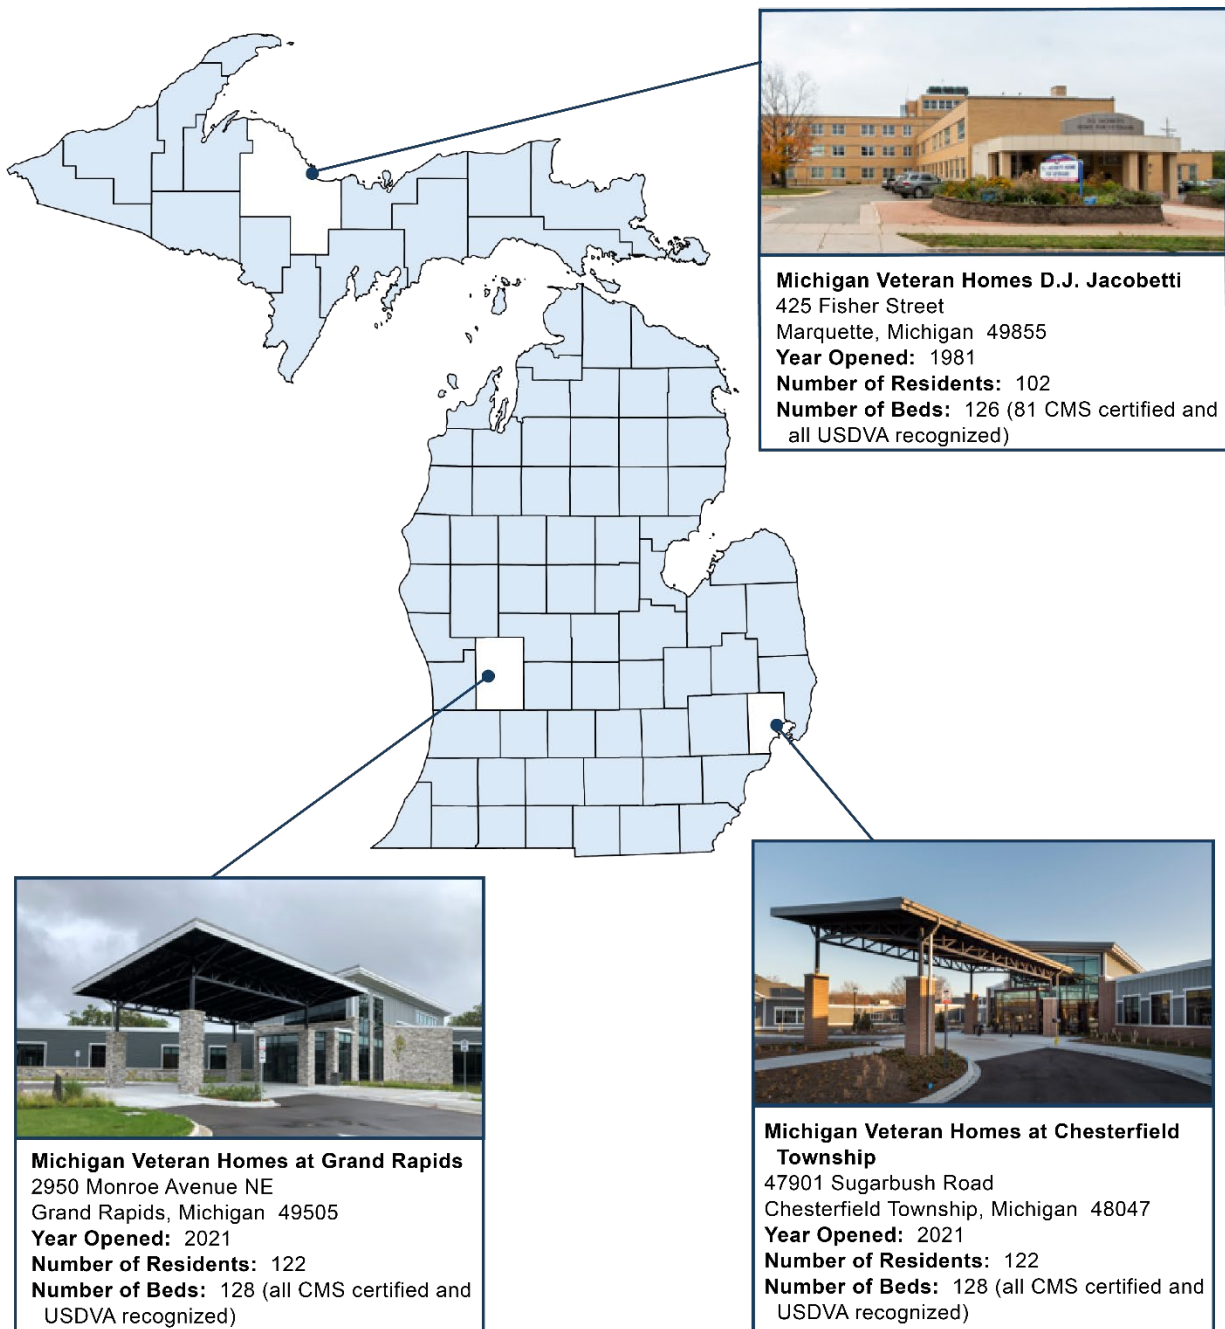 Michigan Veteran Homes D.J. Jacobetti
425 Fisher Street
Marquette, Michigan 49855
Year Opened: 1981
Number of Residents: 102
Number of Beds: 126 (81 CMS certified and
all USDVA recognized)
Michigan Veteran Homes at Grand Rapids
2950 Monroe Avenue NE
Grand Rapids, Michigan 49505
Year Opened: 2021
Number of Residents: 122
Number of Beds: 128 (all CMS certified and
USDVA recognized)
Michigan Veteran Homes at Chesterfield
Township
47901 Sugarbush Road
Chesterfield Township, Michigan 48047
Year Opened: 2021
Number of Residents: 122
Number of Beds: 128 (all CMS certified and
USDVA recognized)